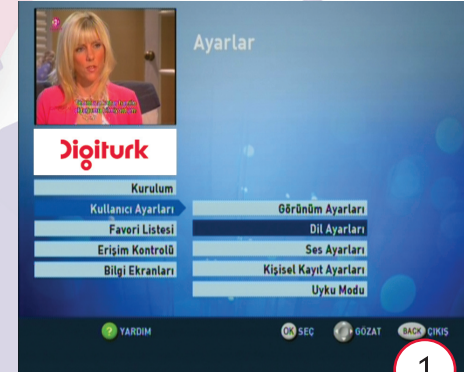 Ayarlar
Digiturk
Kurulum
Kullanıcı Ayarları
Favori Listesi
Erişim Kontrolü
Bilgi Ekranları
Görünüm Ayarları
Dil Ayarları
Ses Ayarları
Kişisel Kayıt Ayarları
Uyku Modu
? YARDIM
OK SEÇ
GÖZAT
BACK ÇIKIŞ
1